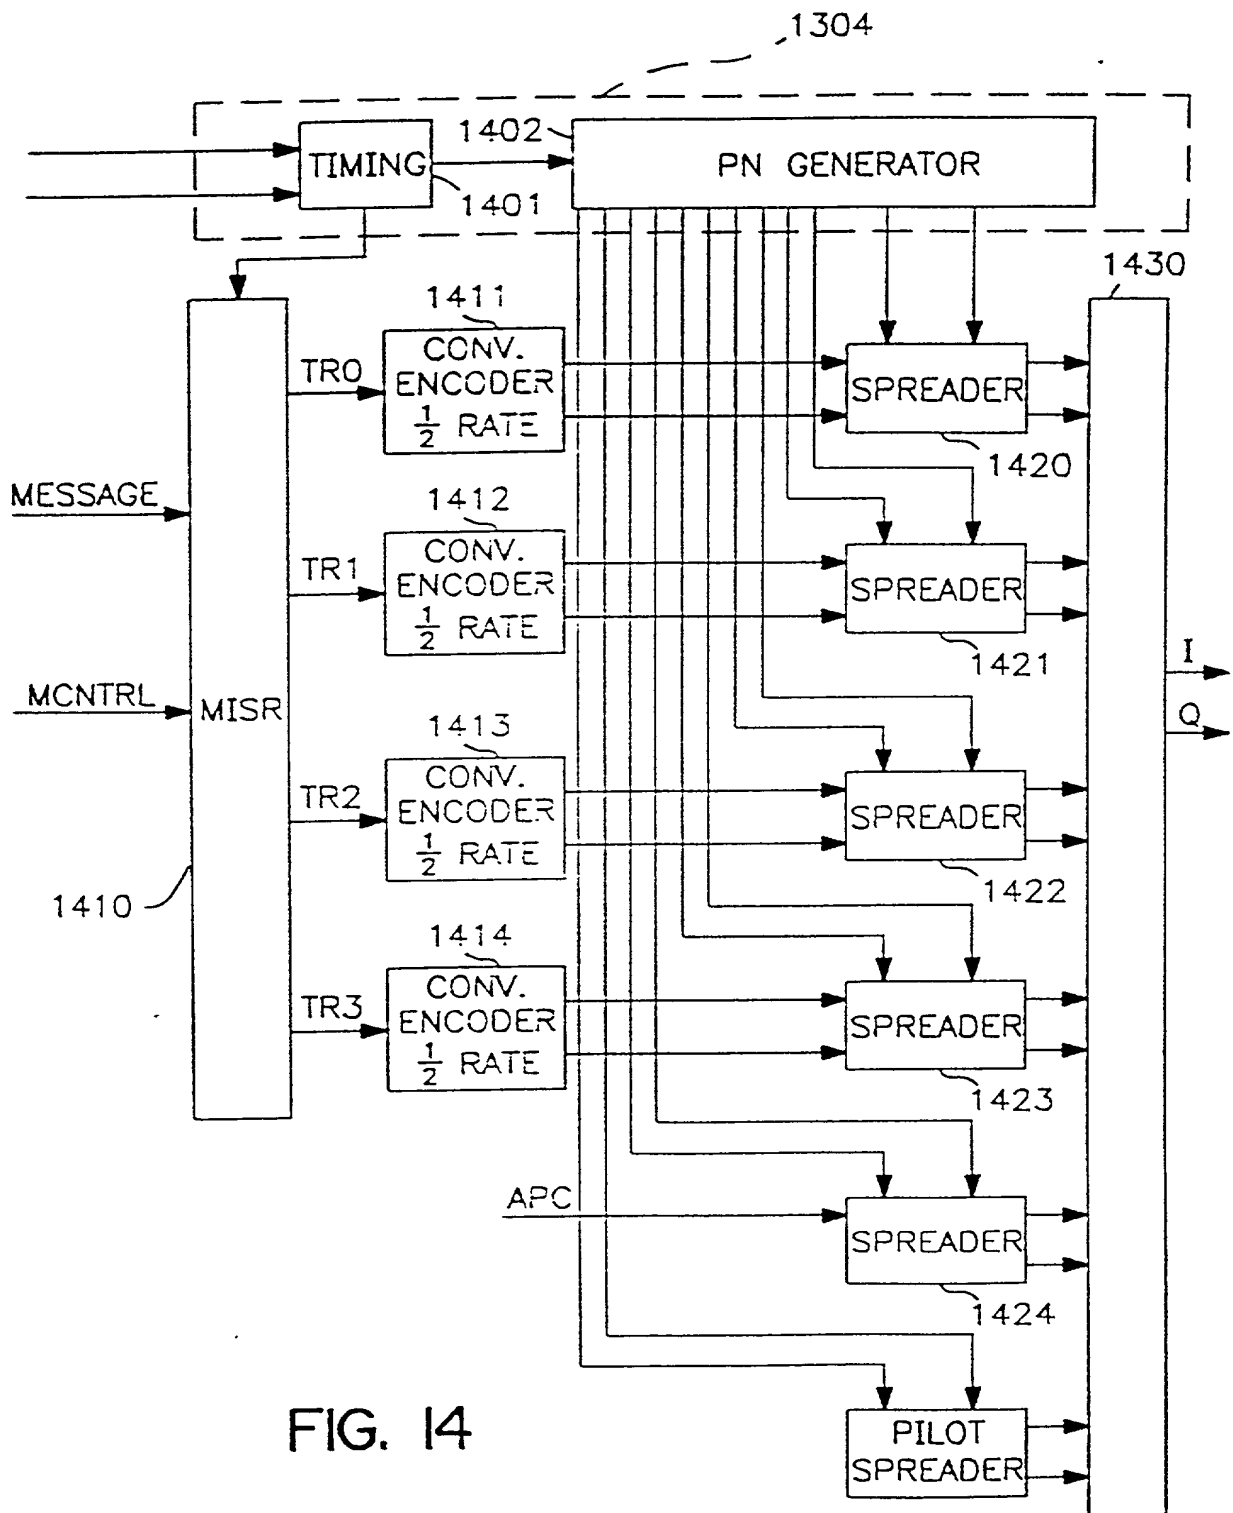 1304
1402
TIMING
PN GENERATOR
1401
1430
1411
TR0
CONV.
ENCODER
1/2 RATE
SPREADER
1420
MESSAGE
1412
TR1
CONV.
ENCODER
1/2 RATE
SPREADER
1421
I
MCNTRL
MISR
Q
1413
TR2
CONV.
ENCODER
1/2 RATE
SPREADER
1422
1410
1414
TR3
CONV.
ENCODER
1/2 RATE
SPREADER
1423
APC
SPREADER
1424
FIG. 14
PILOT
SPREADER